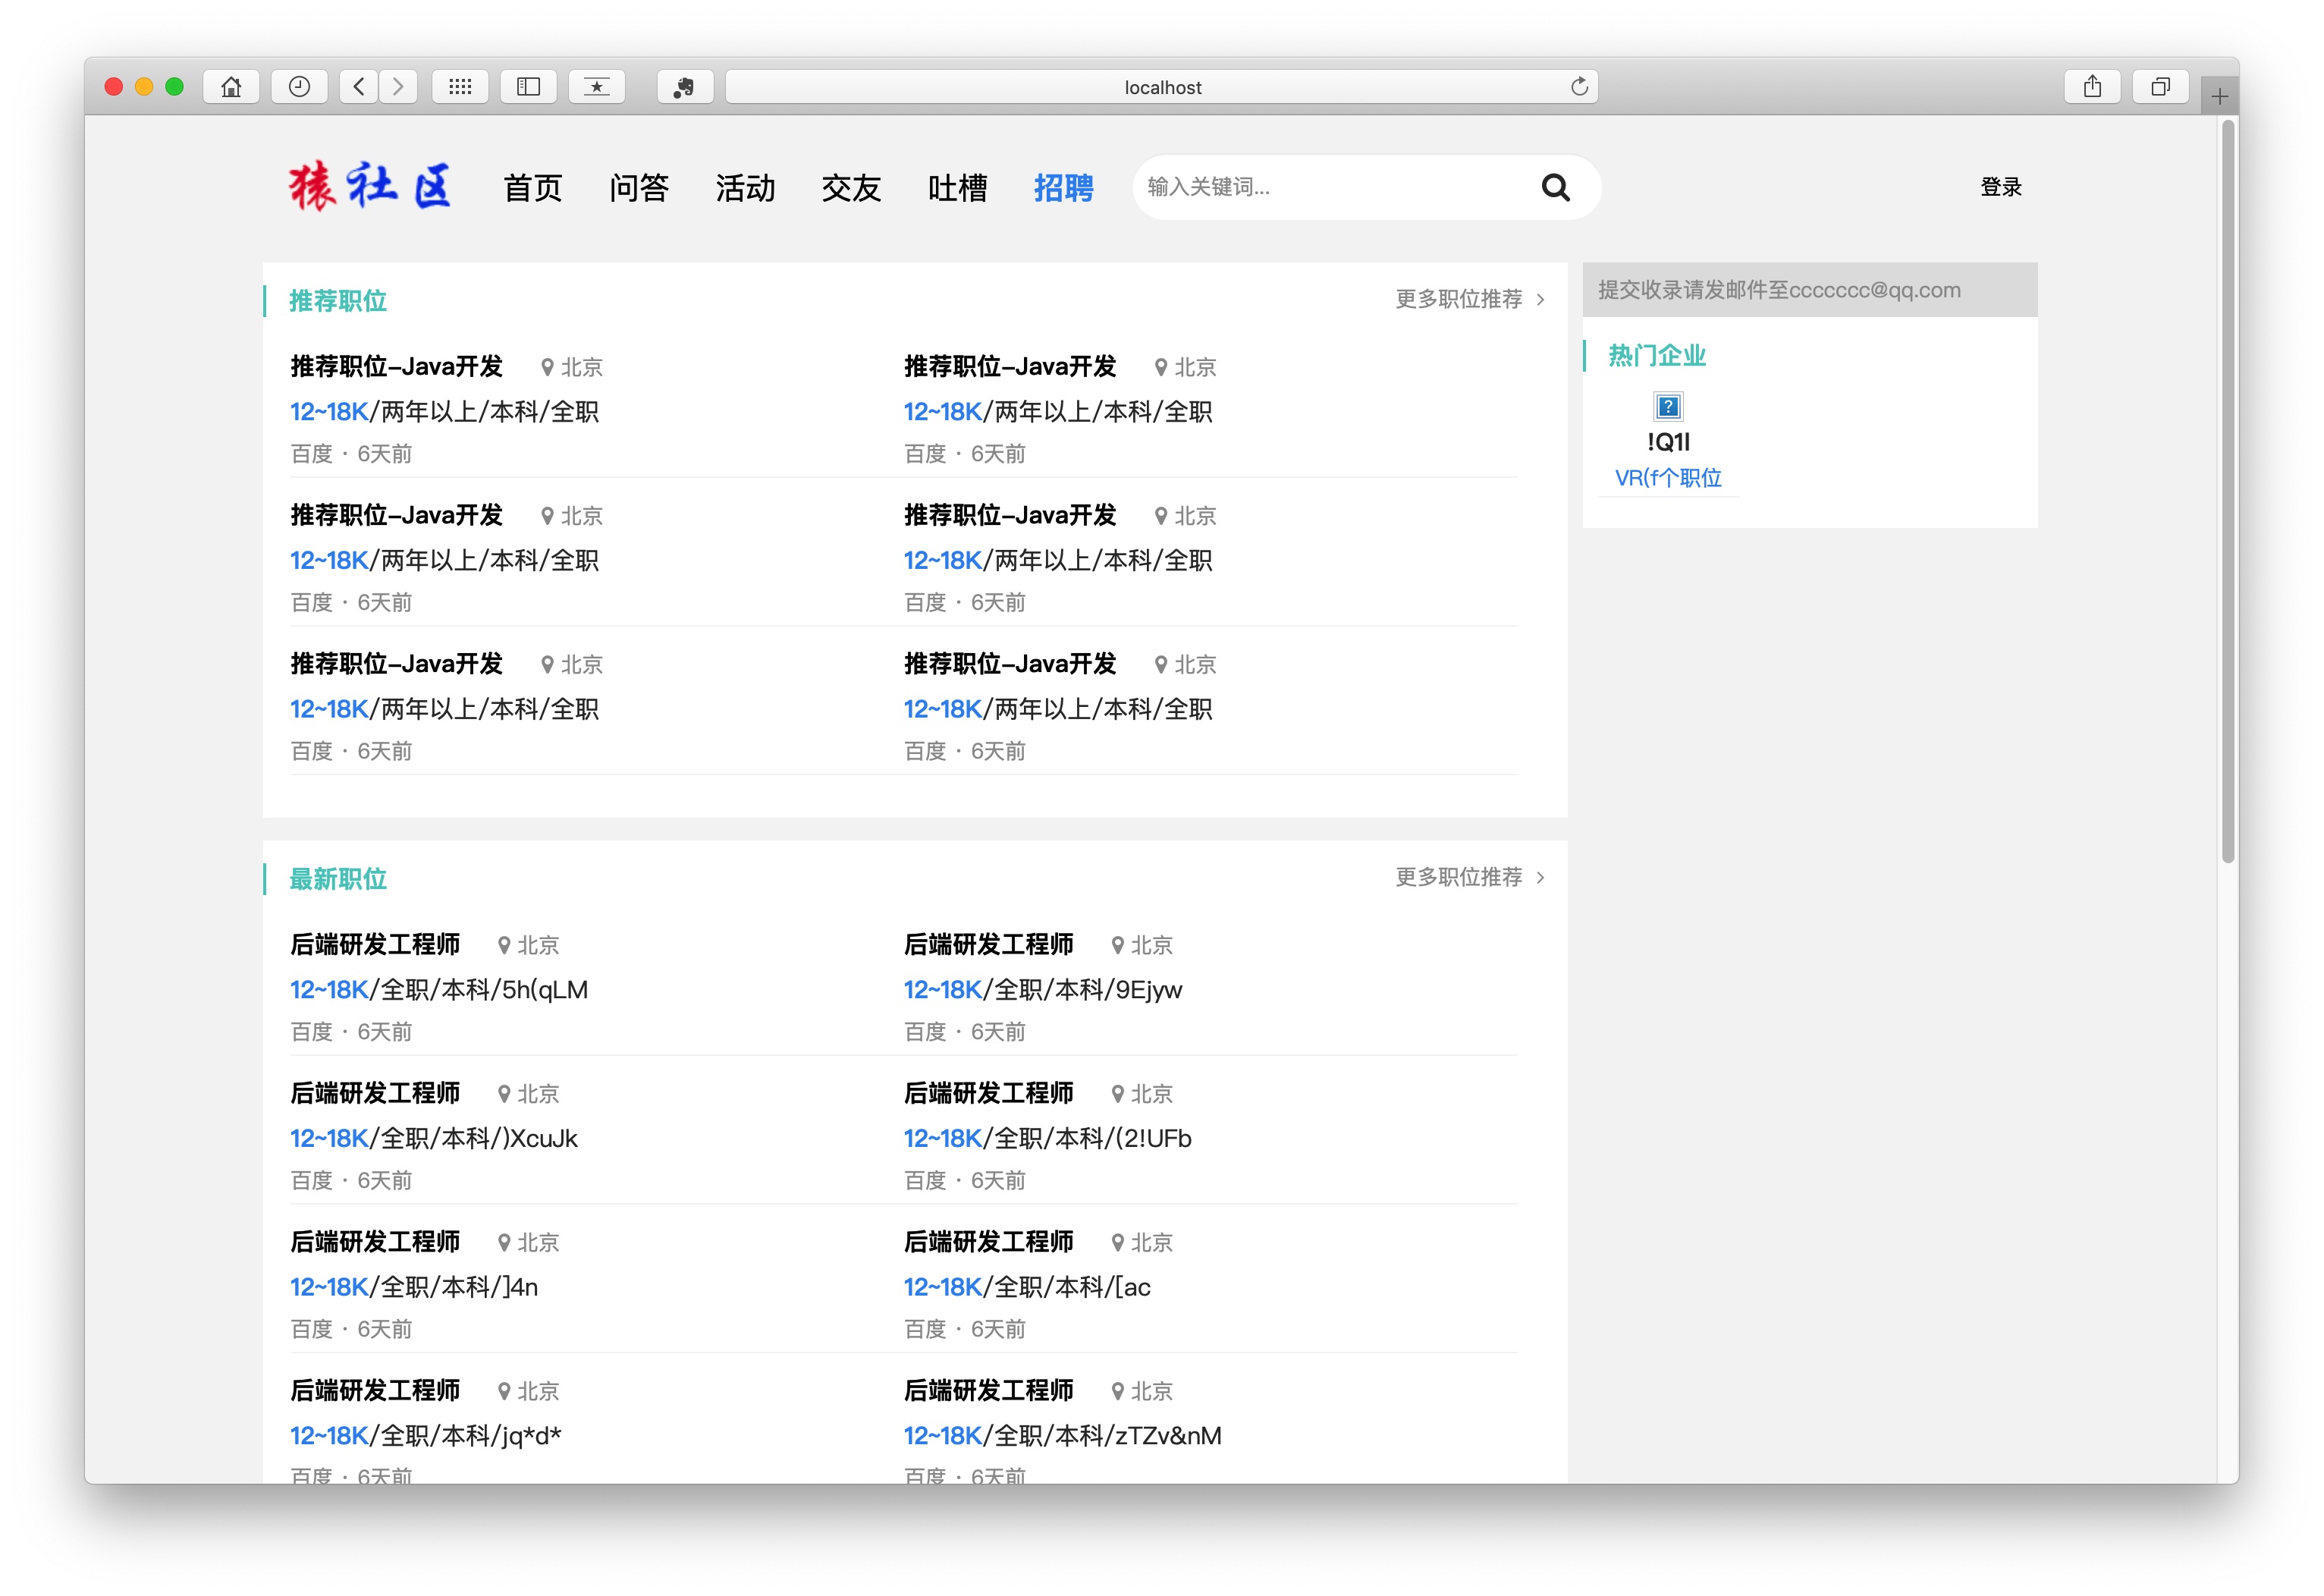 localhost
猿社区 首页 问答 活动 交友 吐槽 招聘 输入关键词... 登录
推荐职位 更多职位推荐
推荐职位–Java开发 北京 推荐职位–Java开发 北京
12~18K/两年以上/本科/全职 12~18K/两年以上/本科/全职
百度 · 6天前 百度 · 6天前
推荐职位–Java开发 北京 推荐职位–Java开发 北京
12~18K/两年以上/本科/全职 12~18K/两年以上/本科/全职
百度 · 6天前 百度 · 6天前
推荐职位–Java开发 北京 推荐职位–Java开发 北京
12~18K/两年以上/本科/全职 12~18K/两年以上/本科/全职
百度 · 6天前 百度 · 6天前
最新职位 更多职位推荐
后端研发工程师 北京 后端研发工程师 北京
12~18K/全职/本科/5h(qLM 12~18K/全职/本科/9Ejyw
百度 · 6天前 百度 · 6天前
后端研发工程师 北京 后端研发工程师 北京
12~18K/全职/本科/)XcuJk 12~18K/全职/本科/(2!UFb
百度 · 6天前 百度 · 6天前
后端研发工程师 北京 后端研发工程师 北京
12~18K/全职/本科/]4n 12~18K/全职/本科/[ac
百度 · 6天前 百度 · 6天前
后端研发工程师 北京 后端研发工程师 北京
12~18K/全职/本科/jq*d* 12~18K/全职/本科/zTZv&nM
百度 · 6天前 百度 · 6天前
提交收录请发邮件至ccccccc@qq.com
热门企业
!Q1l
VR(f个职位